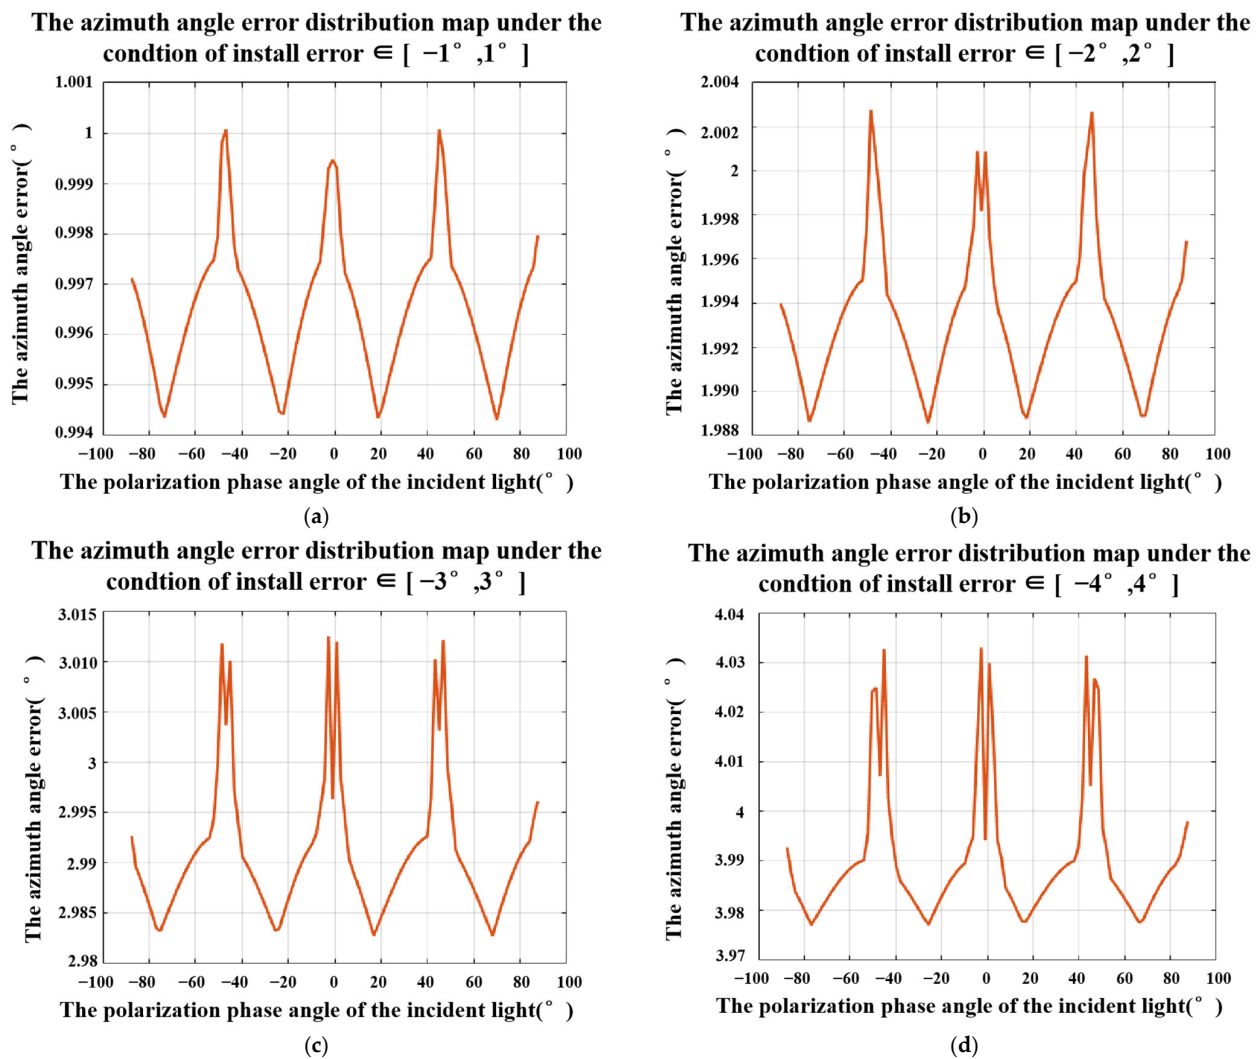 The azimuth angle error distribution map under the
condtion of install error ∈ [ −1° ,1° ]
The azimuth angle error(°)
1.001
1
0.999
0.998
0.997
0.996
0.995
0.994
−100 −80 −60 −40 −20 0 20 40 60 80 100
The polarization phase angle of the incident light(°)
(a)
The azimuth angle error distribution map under the
condtion of install error ∈ [ −2° ,2° ]
The azimuth angle error(°)
2.004
2.002
2
1.998
1.996
1.994
1.992
1.990
1.988
−100 −80 −60 −40 −20 0 20 40 60 80 100
The polarization phase angle of the incident light(°)
(b)
The azimuth angle error distribution map under the
condtion of install error ∈ [ −3° ,3° ]
The azimuth angle error(°)
3.015
3.010
3.005
3
2.995
2.99
2.985
2.98
−100 −80 −60 −40 −20 0 20 40 60 80 100
The polarization phase angle of the incident light(°)
(c)
The azimuth angle error distribution map under the
condtion of install error ∈ [ −4° ,4° ]
The azimuth angle error(°)
4.04
4.03
4.02
4.01
4
3.99
3.98
3.97
−100 −80 −60 −40 −20 0 20 40 60 80 100
The polarization phase angle of the incident light(°)
(d)